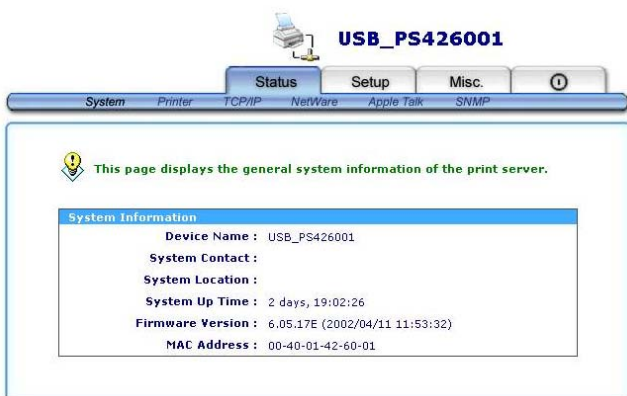 USB_PS426001
Status Setup Misc.
System Printer TCP/IP NetWare Apple Talk SNMP
This page displays the general system information of the print server.
System Information
Device Name : USB_PS426001
System Contact :
System Location :
System Up Time : 2 days, 19:02:26
Firmware Version : 6.05.17E (2002/04/11 11:53:32)
MAC Address : 00-40-01-42-60-01